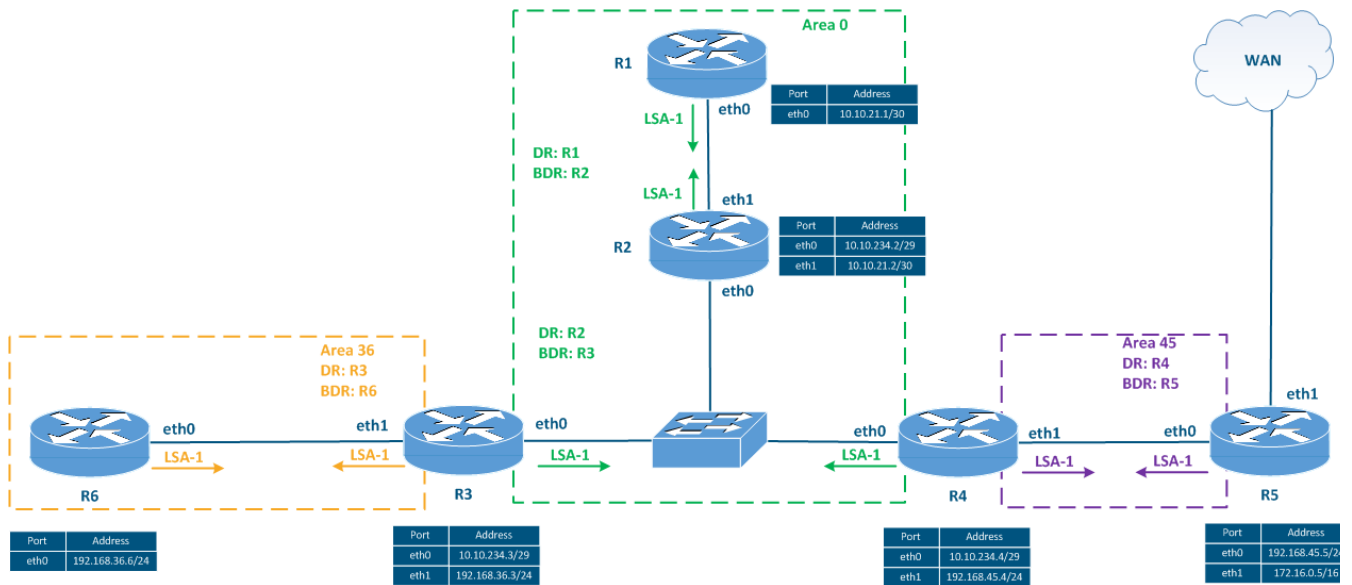 Area 0
R1
WAN
Port Address
eth0 10.10.21.1/30
eth0
LSA-1
DR: R1
BDR: R2
LSA-1
eth1
R2
Port Address
eth0 10.10.234.2/29
eth1 10.10.21.2/30
eth0
DR: R2
BDR: R3
Area 36
DR: R3
BDR: R6
Area 45
DR: R4
BDR: R5
eth1
eth0
eth1
eth0
eth0
eth1
eth0
LSA-1
LSA-1
LSA-1
LSA-1
LSA-1
LSA-1
R6
R3
R4
R5
Port Address
eth0 192.168.36.6/24
Port Address
eth0 10.10.234.3/29
eth1 192.168.36.3/24
Port Address
eth0 10.10.234.4/29
eth1 192.168.45.4/24
Port Address
eth0 192.168.45.5/24
eth1 172.16.0.5/16